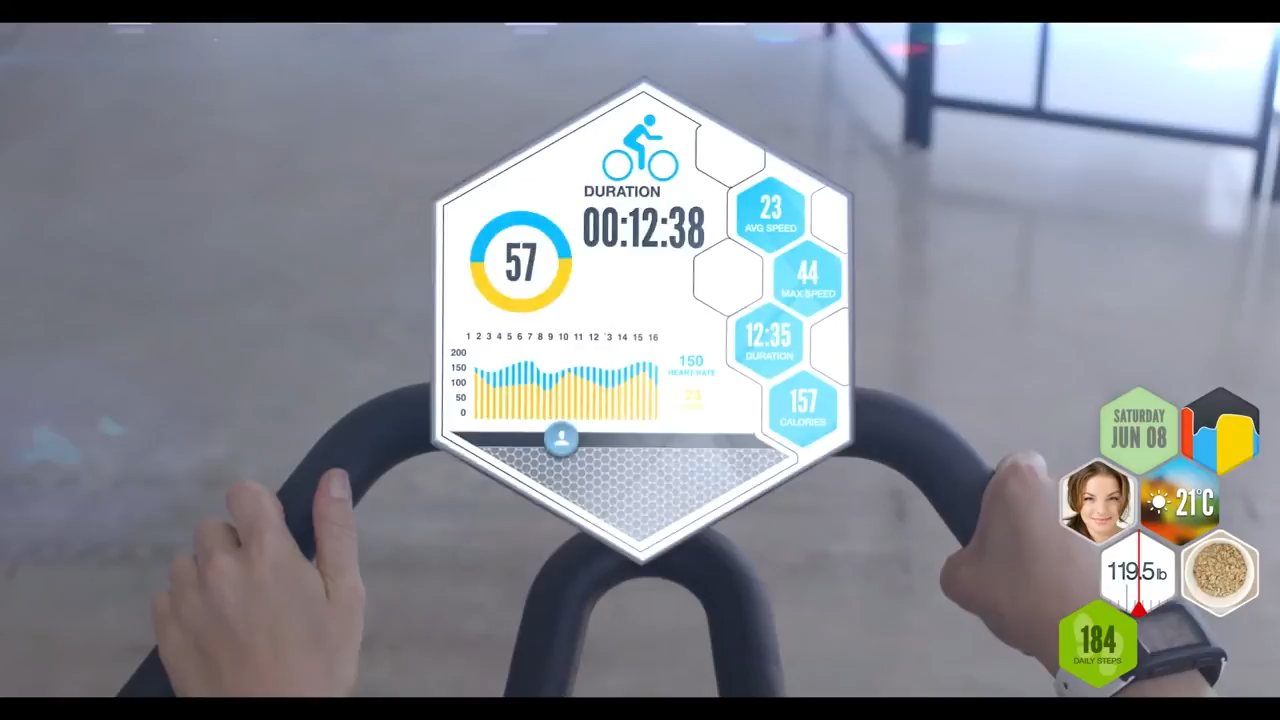 DURATION
00:12:38
57
23
AVG SPEED
44
MAX SPEED
12:35
DURATION
157
CALORIES
1 2 3 4 5 6 7 8 9 10 11 12 13 14 15 16
200
150
100
50
0
150
HEART RATE
23
SATURDAY
JUN 08
21°C
119.5lb
184
DAILY STEPS